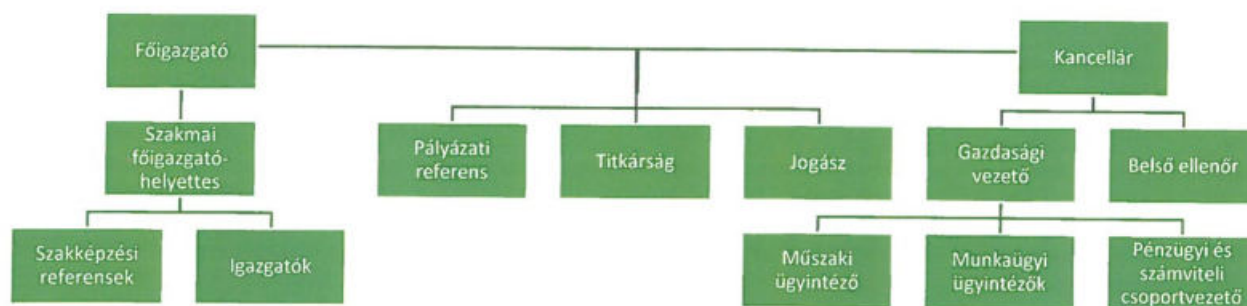 Főigazgató
Kancellár
Szakmai
főigazgató-
helyettes
Pályázati
referens
Titkárság
Jogász
Gazdasági
vezető
Belső ellenőr
Szakképzési
referensek
Igazgatók
Műszaki
ügyintéző
Munkaügyi
ügyintézők
Pénzügyi és
számviteli
csoportvezető